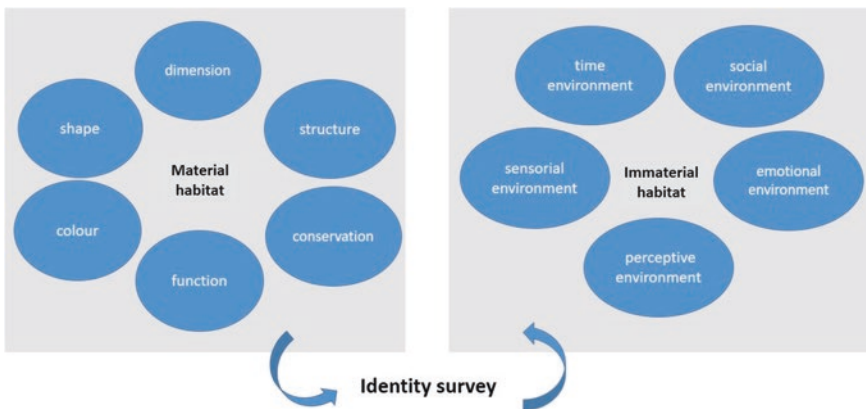 dimension
shape
structure
Material
habitat
colour
conservation
function
time
environment
social
environment
sensorial
environment
Immaterial
habitat
emotional
environment
perceptive
environment
Identity survey